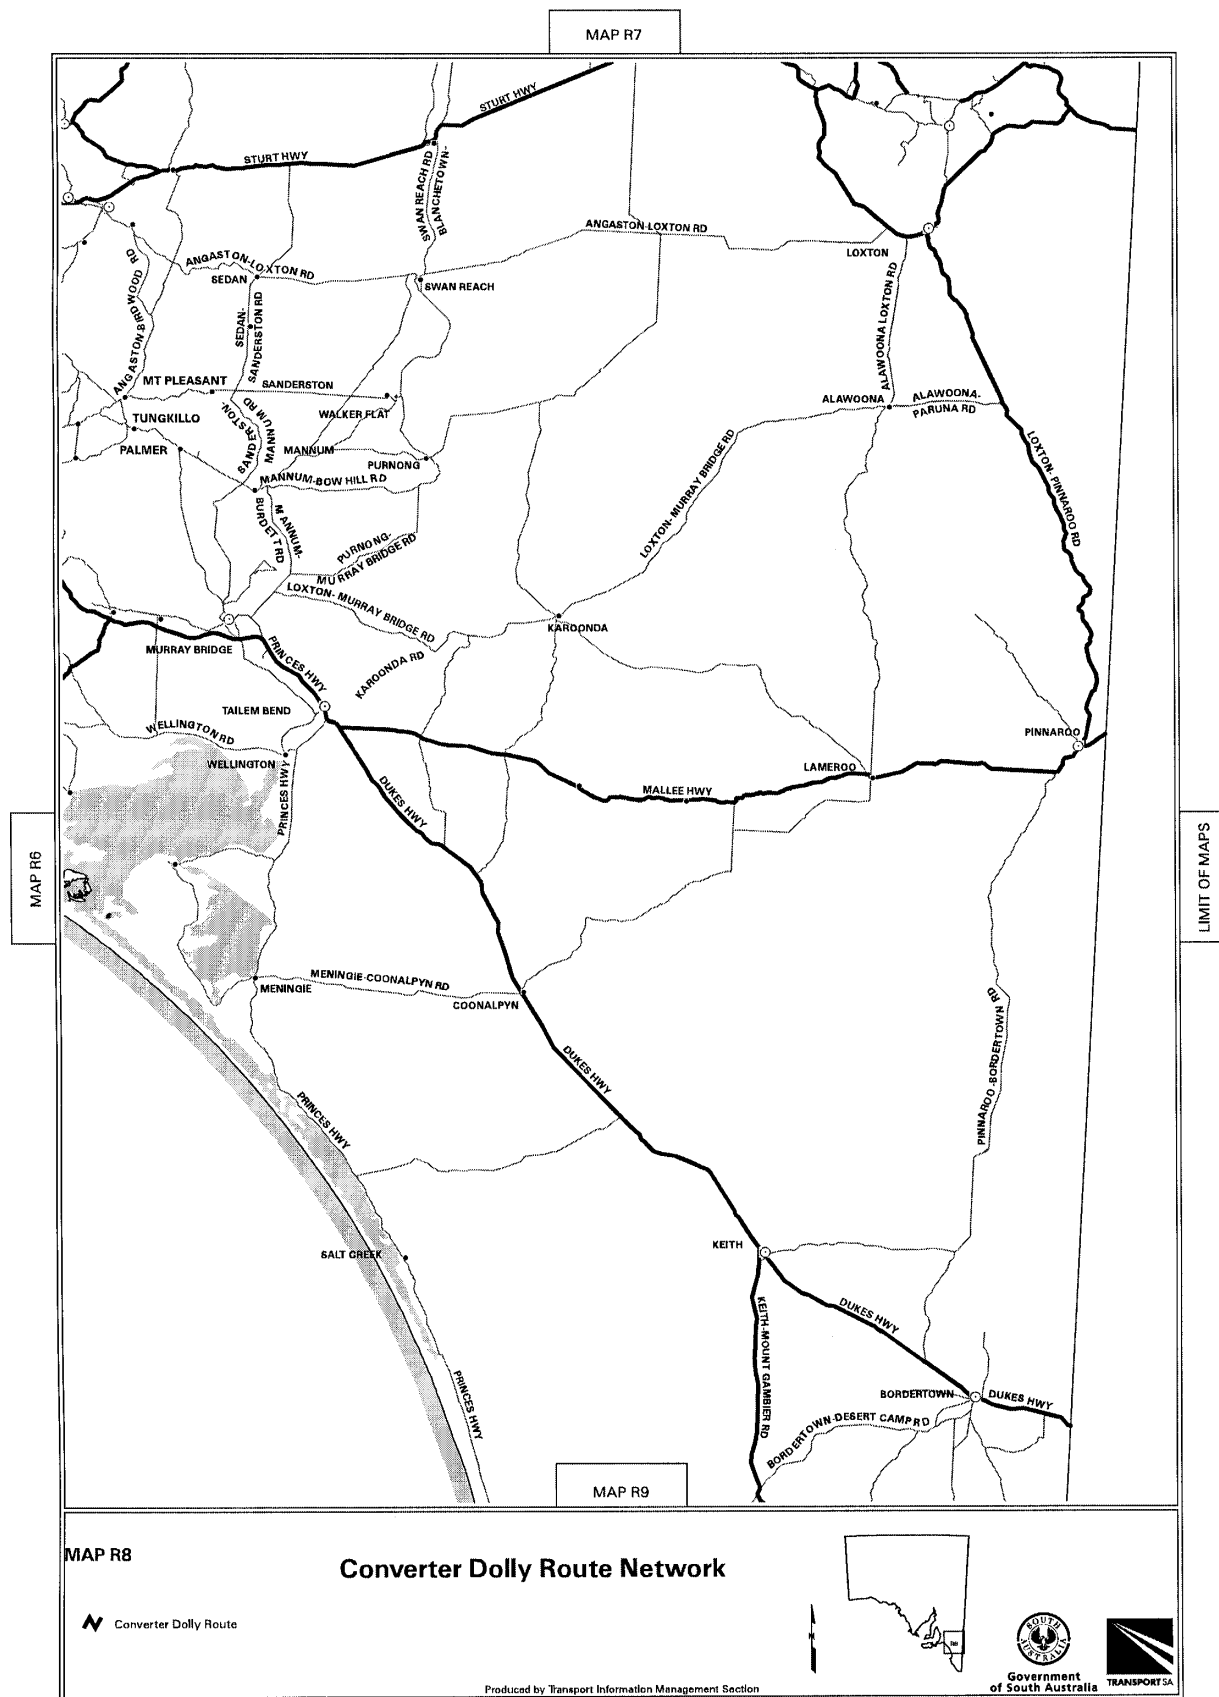 MAP R7
STURT HWY
STURT HWY
SWAN REACH RD
BLANCHETOWN-
ANGASTON-LOXTON RD
LOXTON
ANGASTON-LOXTON RD
SEDAN
SWAN REACH
ANGASTON-BIRDWOOD RD
SEDAN-
SANDERSTON RD
ALAWOONA LOXTON RD
MT PLEASANT
SANDERSTON
WALKER FLAT
ALAWOONA
ALAWOONA-
PARUNA RD
TUNGKILLO
SANDERSTON-
MANNUM RD
PALMER
MANNUM
PURNONG
MANNUM-BOW HILL RD
LOXTON-MURRAY BRIDGE RD
LOXTON-PINNAROO RD
MANNUM-
BURDETT RD
PURNONG-
MURRAY BRIDGE RD
LOXTON- MURRAY BRIDGE RD
KAROONDA
MURRAY BRIDGE
PRINCES HWY
KAROONDA RD
TAILEM BEND
WELLINGTON RD
PINNAROO
WELLINGTON
LAMEROO
PRINCES HWY
DUKES HWY
MALLEE HWY
MAP R6
LIMIT OF MAPS
MENINGIE-COONALPYN RD
MENINGIE
COONALPYN
PINNAROO-BORDERTOWN RD
DUKES HWY
PRINCES HWY
KEITH
SALT CREEK
KEITH-MOUNT GAMBIER RD
DUKES HWY
PRINCES HWY
BORDERTOWN
DUKES HWY
BORDERTOWN-DESERT CAMP RD
MAP R9
MAP R8
Converter Dolly Route Network
Converter Dolly Route
N
R8
SOUTH
AUSTRALIA
Government
of South Australia
TRANSPORT SA
Produced by Transport Information Management Section